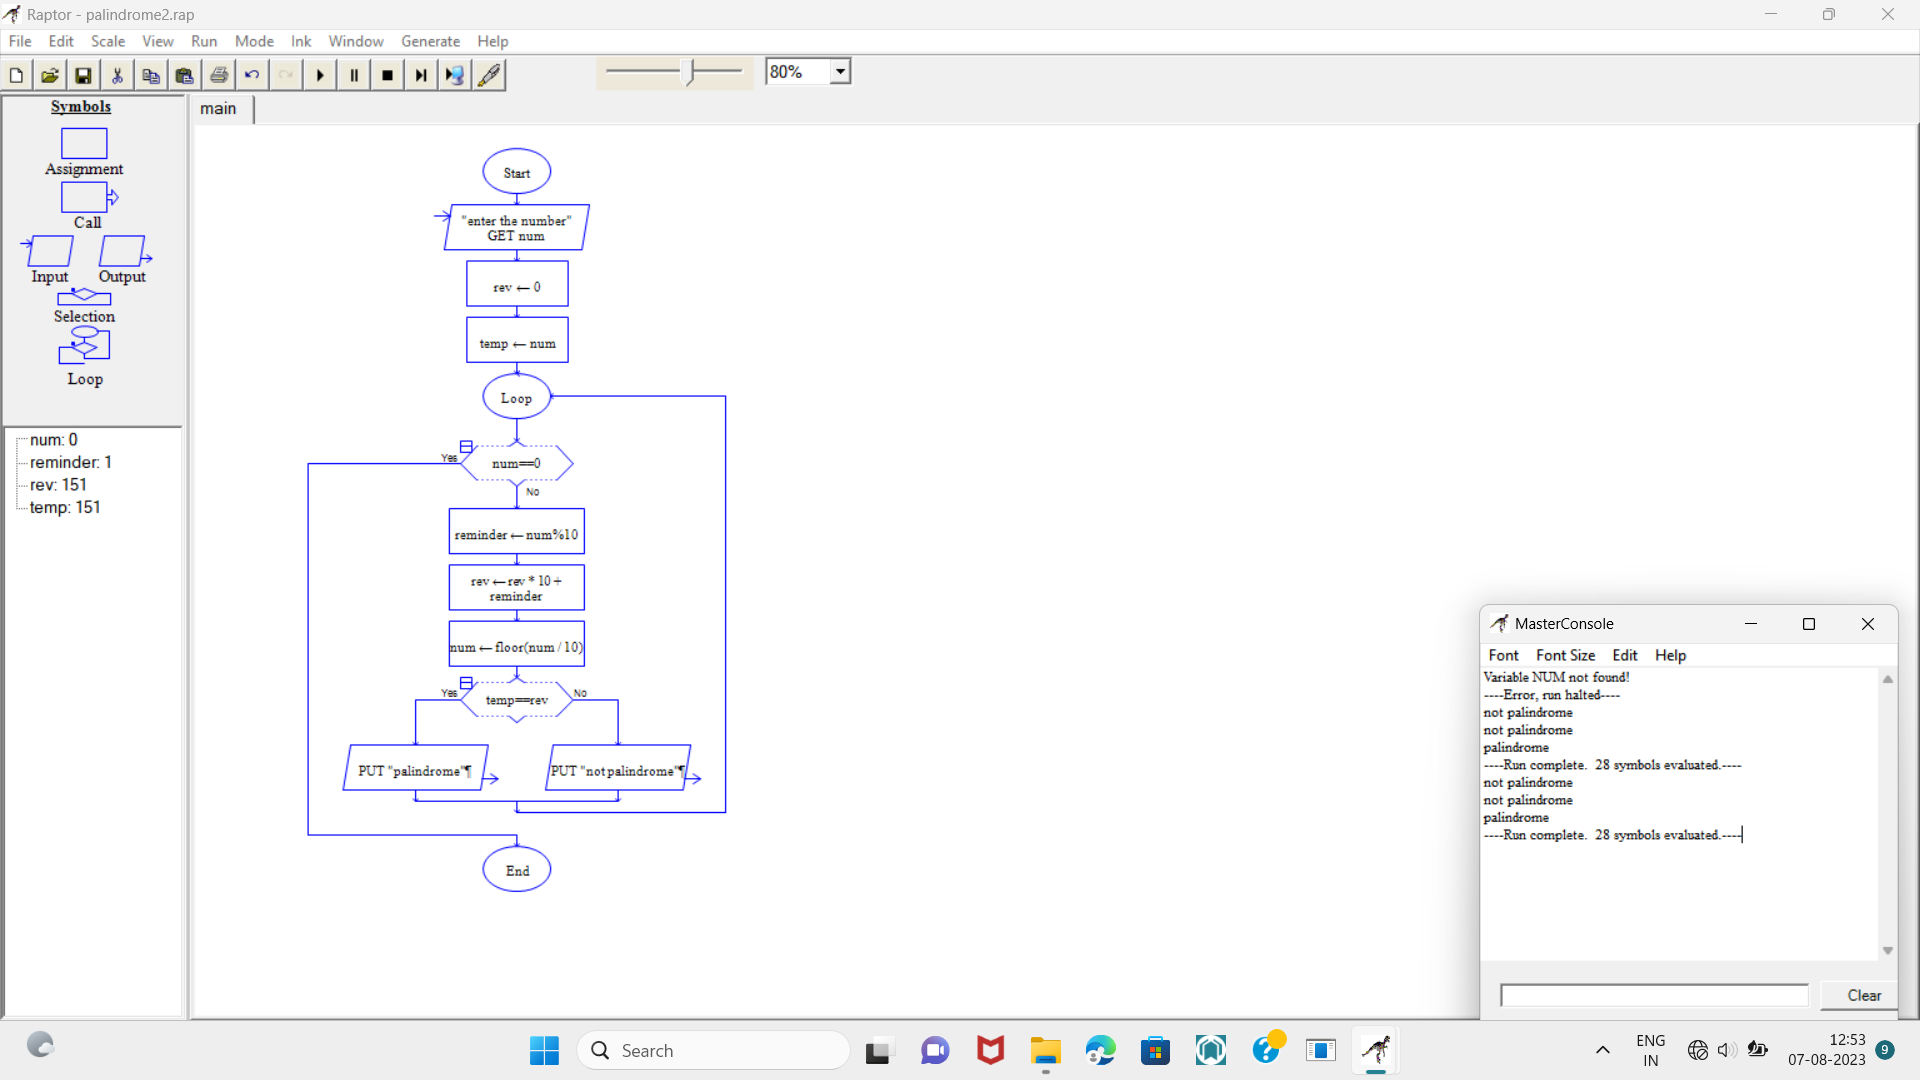 Raptor - palindrome2.rap
File Edit Scale View Run Mode Ink Window Generate Help
80%
Symbols
Assignment
Call
Input Output
Selection
Loop
num: 0
reminder: 1
rev: 151
temp: 151
main
Start
"enter the number"
GET num
rev ← 0
temp ← num
Loop
Yes
num==0
No
reminder ← num%10
rev ← rev * 10 +
reminder
num ← floor(num / 10)
Yes
temp==rev
No
PUT "palindrome"¶
PUT "not palindrome"¶
End
MasterConsole
Font Font Size Edit Help
Variable NUM not found!
----Error, run halted----
not palindrome
not palindrome
palindrome
----Run complete.  28 symbols evaluated.----
not palindrome
not palindrome
palindrome
----Run complete.  28 symbols evaluated.----
Clear
Search
ENG
IN
12:53
07-08-2023
9